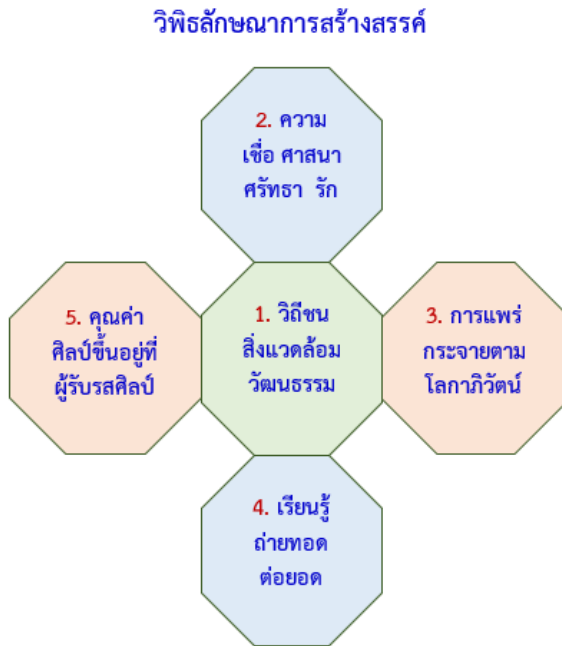 วิพิธลักษณาการสร้างสรรค์
2. ความ
เชื่อ ศาสนา
ศรัทธา รัก
1. วิถีชน
สิ่งแวดล้อม
วัฒนธรรม
3. การแพร่
กระจายตาม
โลกาภิวัตน์
4. เรียนรู้
ถ่ายทอด
ต่อยอด
5. คุณค่า
ศิลป์ขึ้นอยู่ที่
ผู้รับรสศิลป์